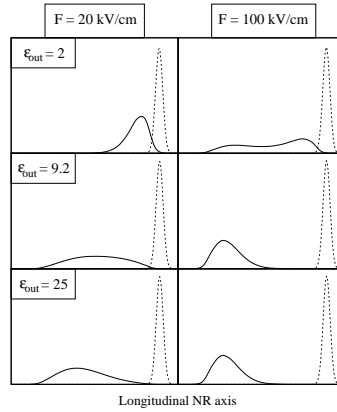 F = 20 kV/cm
F = 100 kV/cm
εout = 2
εout = 9.2
εout = 25
Longitudinal NR axis